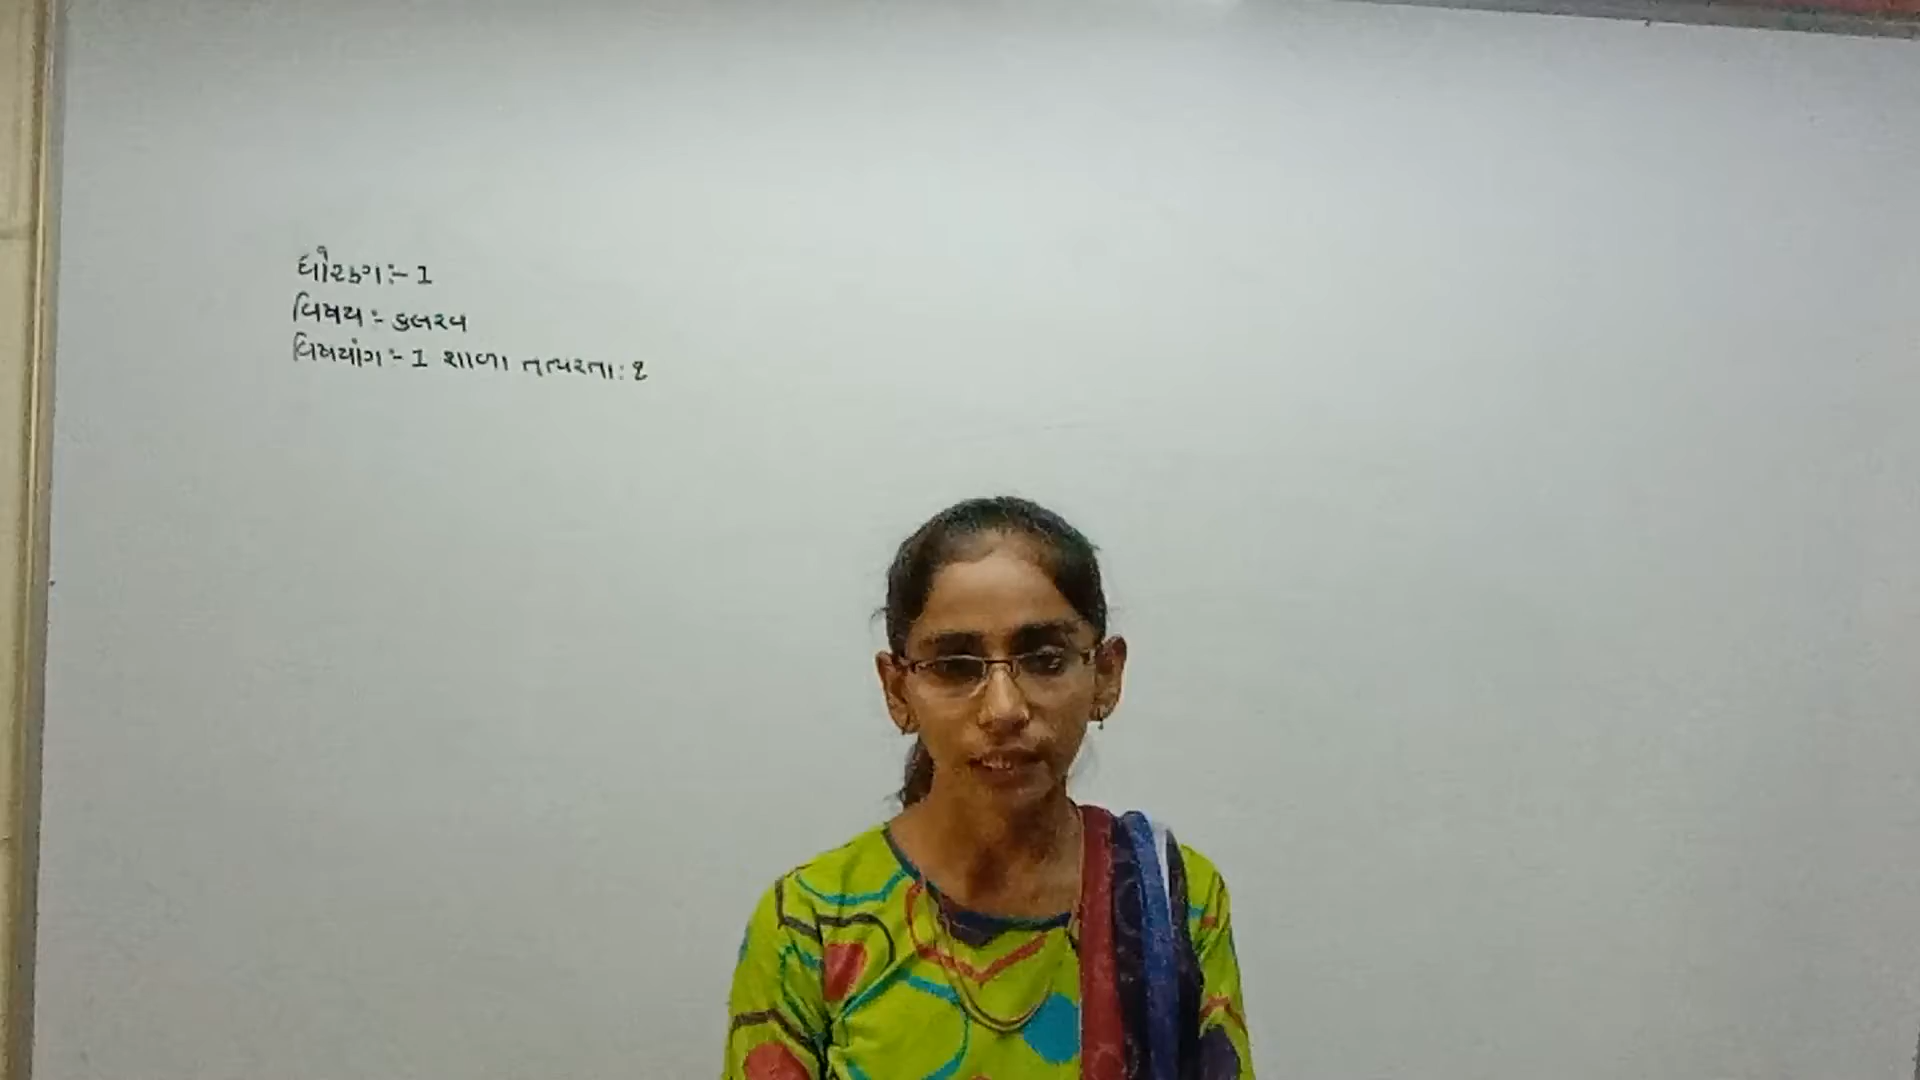 ધોરણ :- 1
વિષય :- કલરવ
વિષયાંગ :- 1 શાળા તત્પરતા : ૧